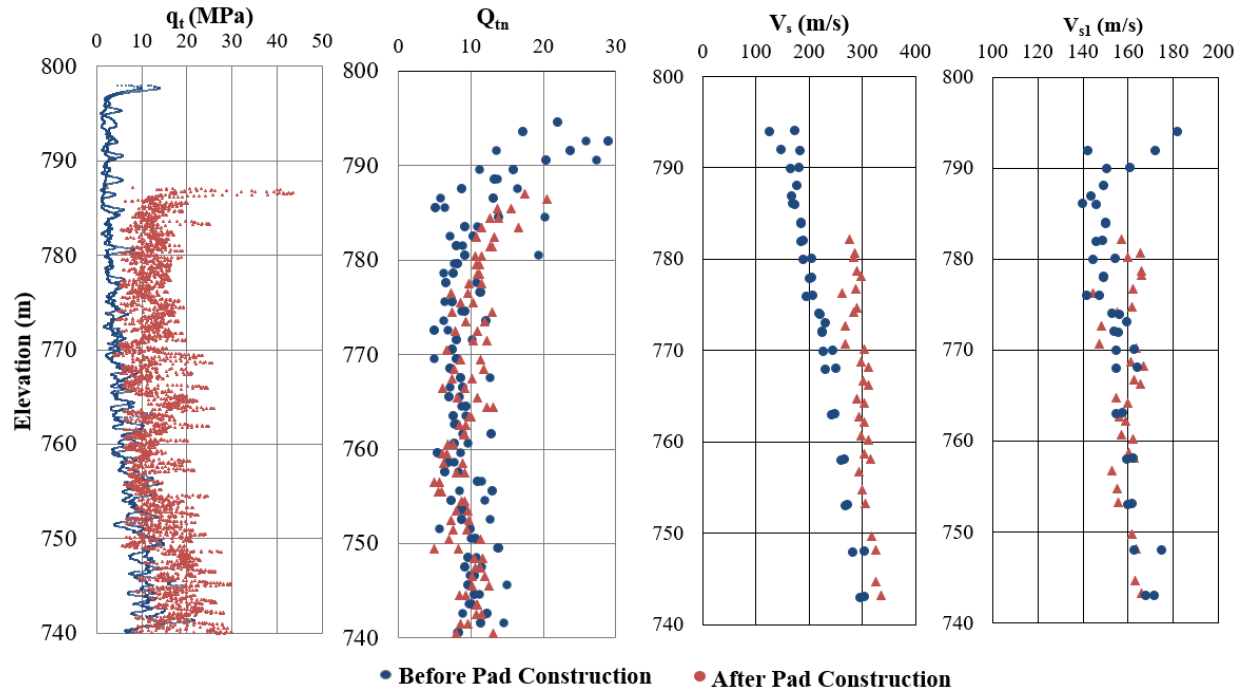 qt (MPa)
0 10 20 30 40 50
Qtn
0 10 20 30
Vs (m/s)
0 100 200 300 400
Vs1 (m/s)
100 120 140 160 180 200
Elevation (m)
800
790
780
770
760
750
740
800
790
780
770
760
750
740
800
790
780
770
760
750
740
800
790
780
770
760
750
740
Before Pad Construction
After Pad Construction